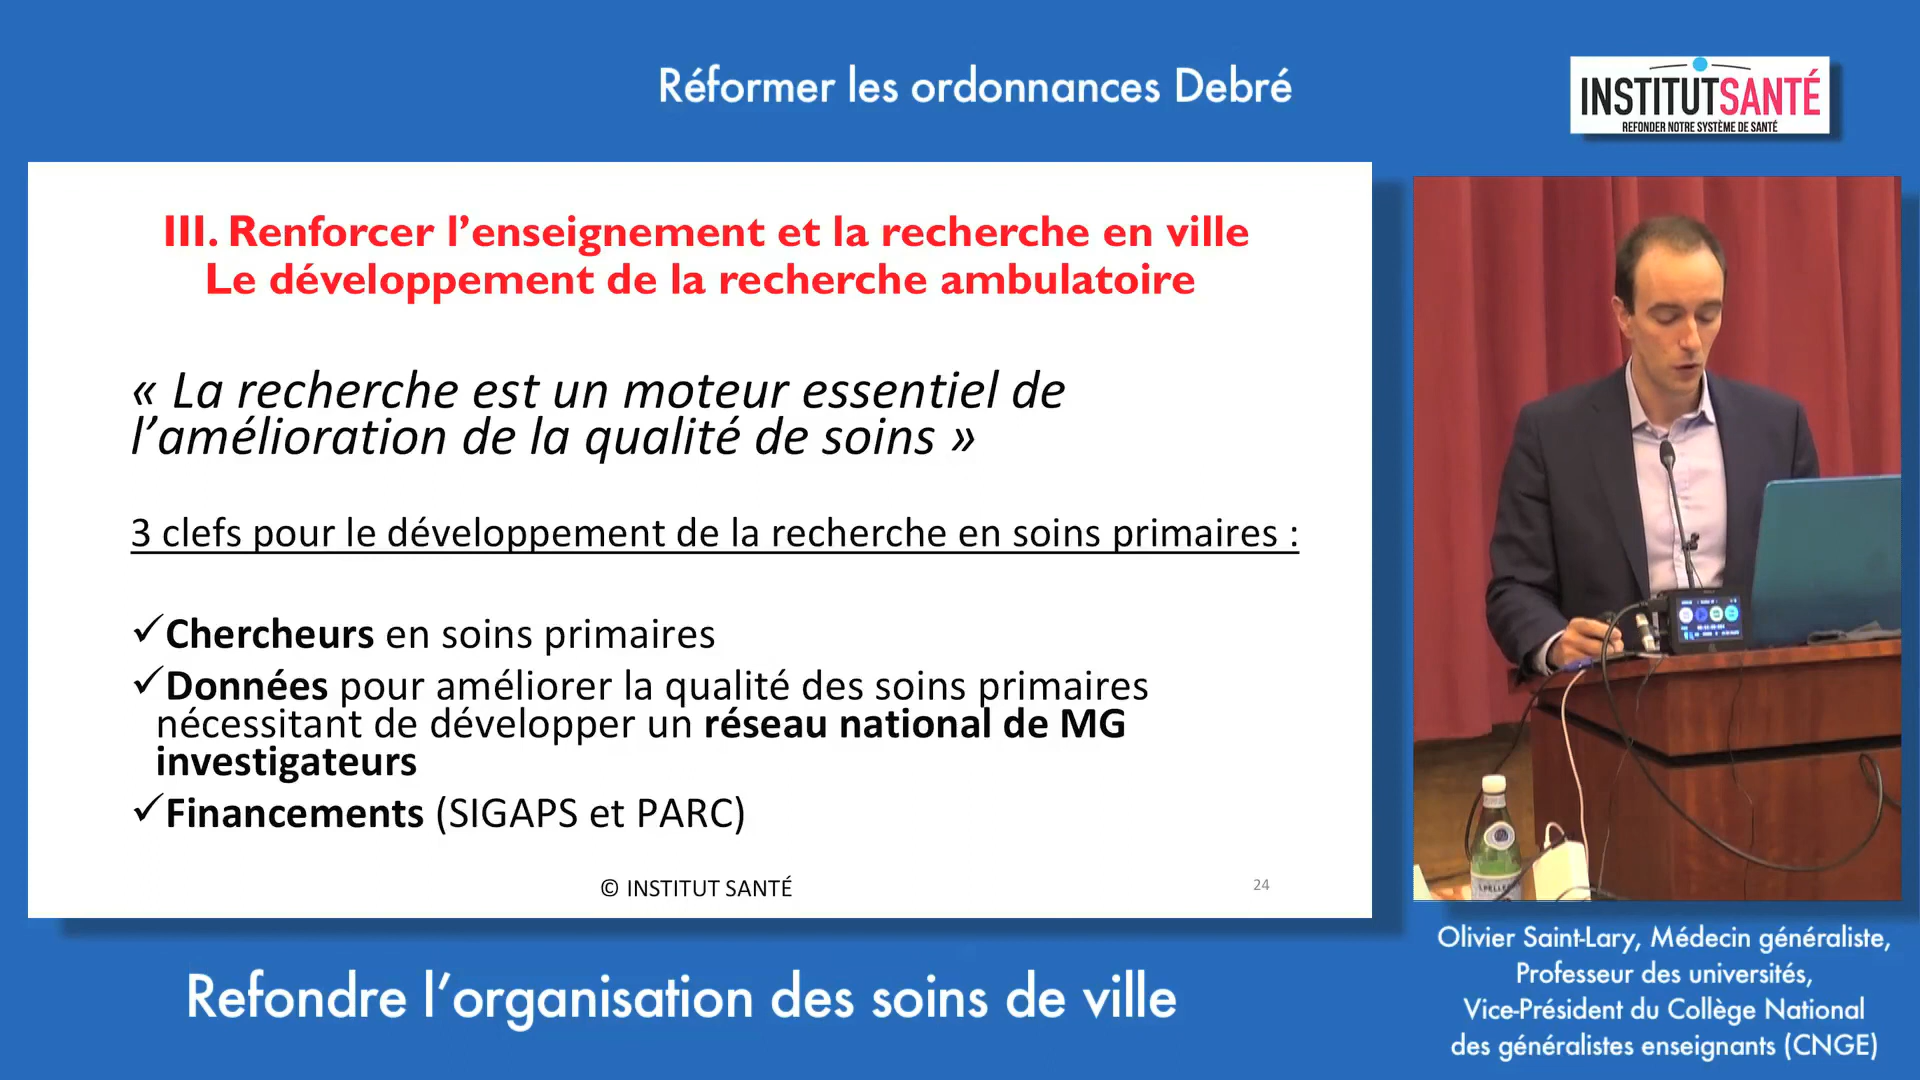 Réformer les ordonnances Debré
INSTITUTSANTÉ
REFONDER NOTRE SYSTÈME DE SANTÉ
III. Renforcer l’enseignement et la recherche en ville
Le développement de la recherche ambulatoire
« La recherche est un moteur essentiel de
l’amélioration de la qualité de soins »
3 clefs pour le développement de la recherche en soins primaires :
✓Chercheurs en soins primaires
✓Données pour améliorer la qualité des soins primaires
nécessitant de développer un réseau national de MG
investigateurs
✓Financements (SIGAPS et PARC)
© INSTITUT SANTÉ
24
Olivier Saint-Lary, Médecin généraliste,
Professeur des universités,
Vice-Président du Collège National
des généralistes enseignants (CNGE)
Refondre l’organisation des soins de ville